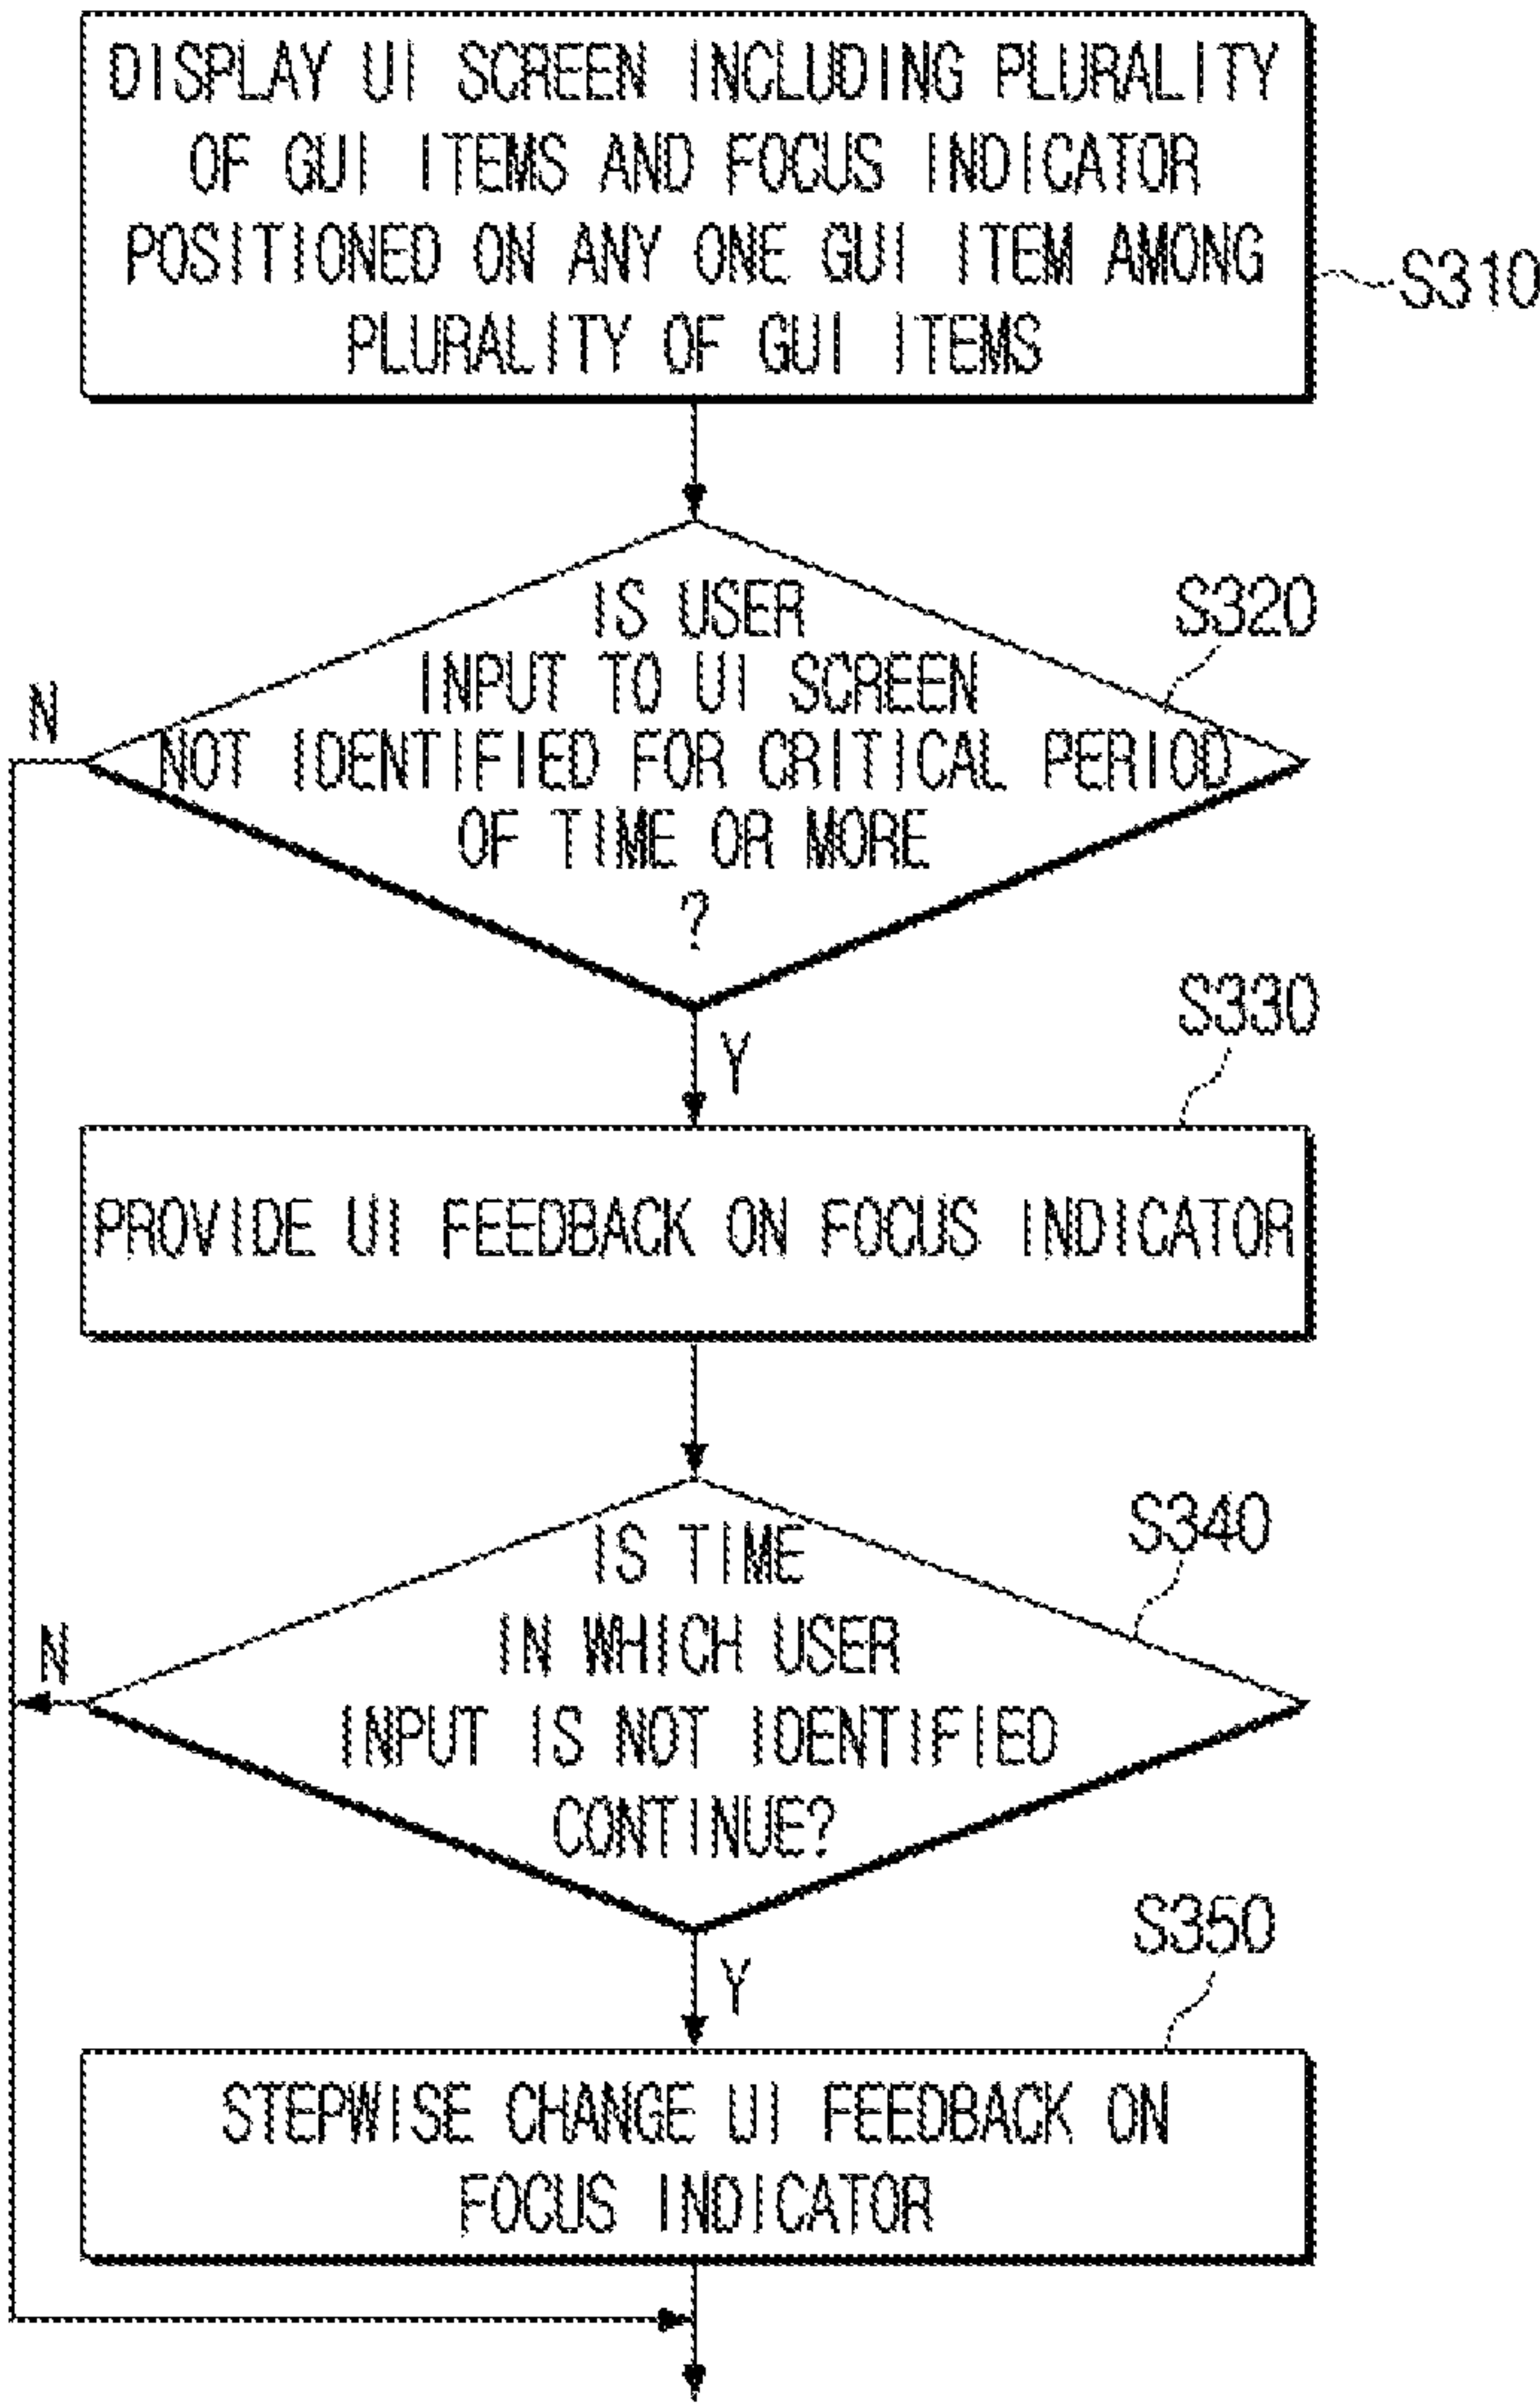 DISPLAY UI SCREEN INCLUDING PLURALITY
OF GUI ITEMS AND FOCUS INDICATOR
POSITIONED ON ANY ONE GUI ITEM AMONG
PLURALITY OF GUI ITEMS
S310
IS USER
INPUT TO UI SCREEN
NOT IDENTIFIED FOR CRITICAL PERIOD
OF TIME OR MORE
?
S320
N
Y
S330
PROVIDE UI FEEDBACK ON FOCUS INDICATOR
IS TIME
IN WHICH USER
INPUT IS NOT IDENTIFIED
CONTINUE?
S340
N
Y
S350
STEPWISE CHANGE UI FEEDBACK ON
FOCUS INDICATOR